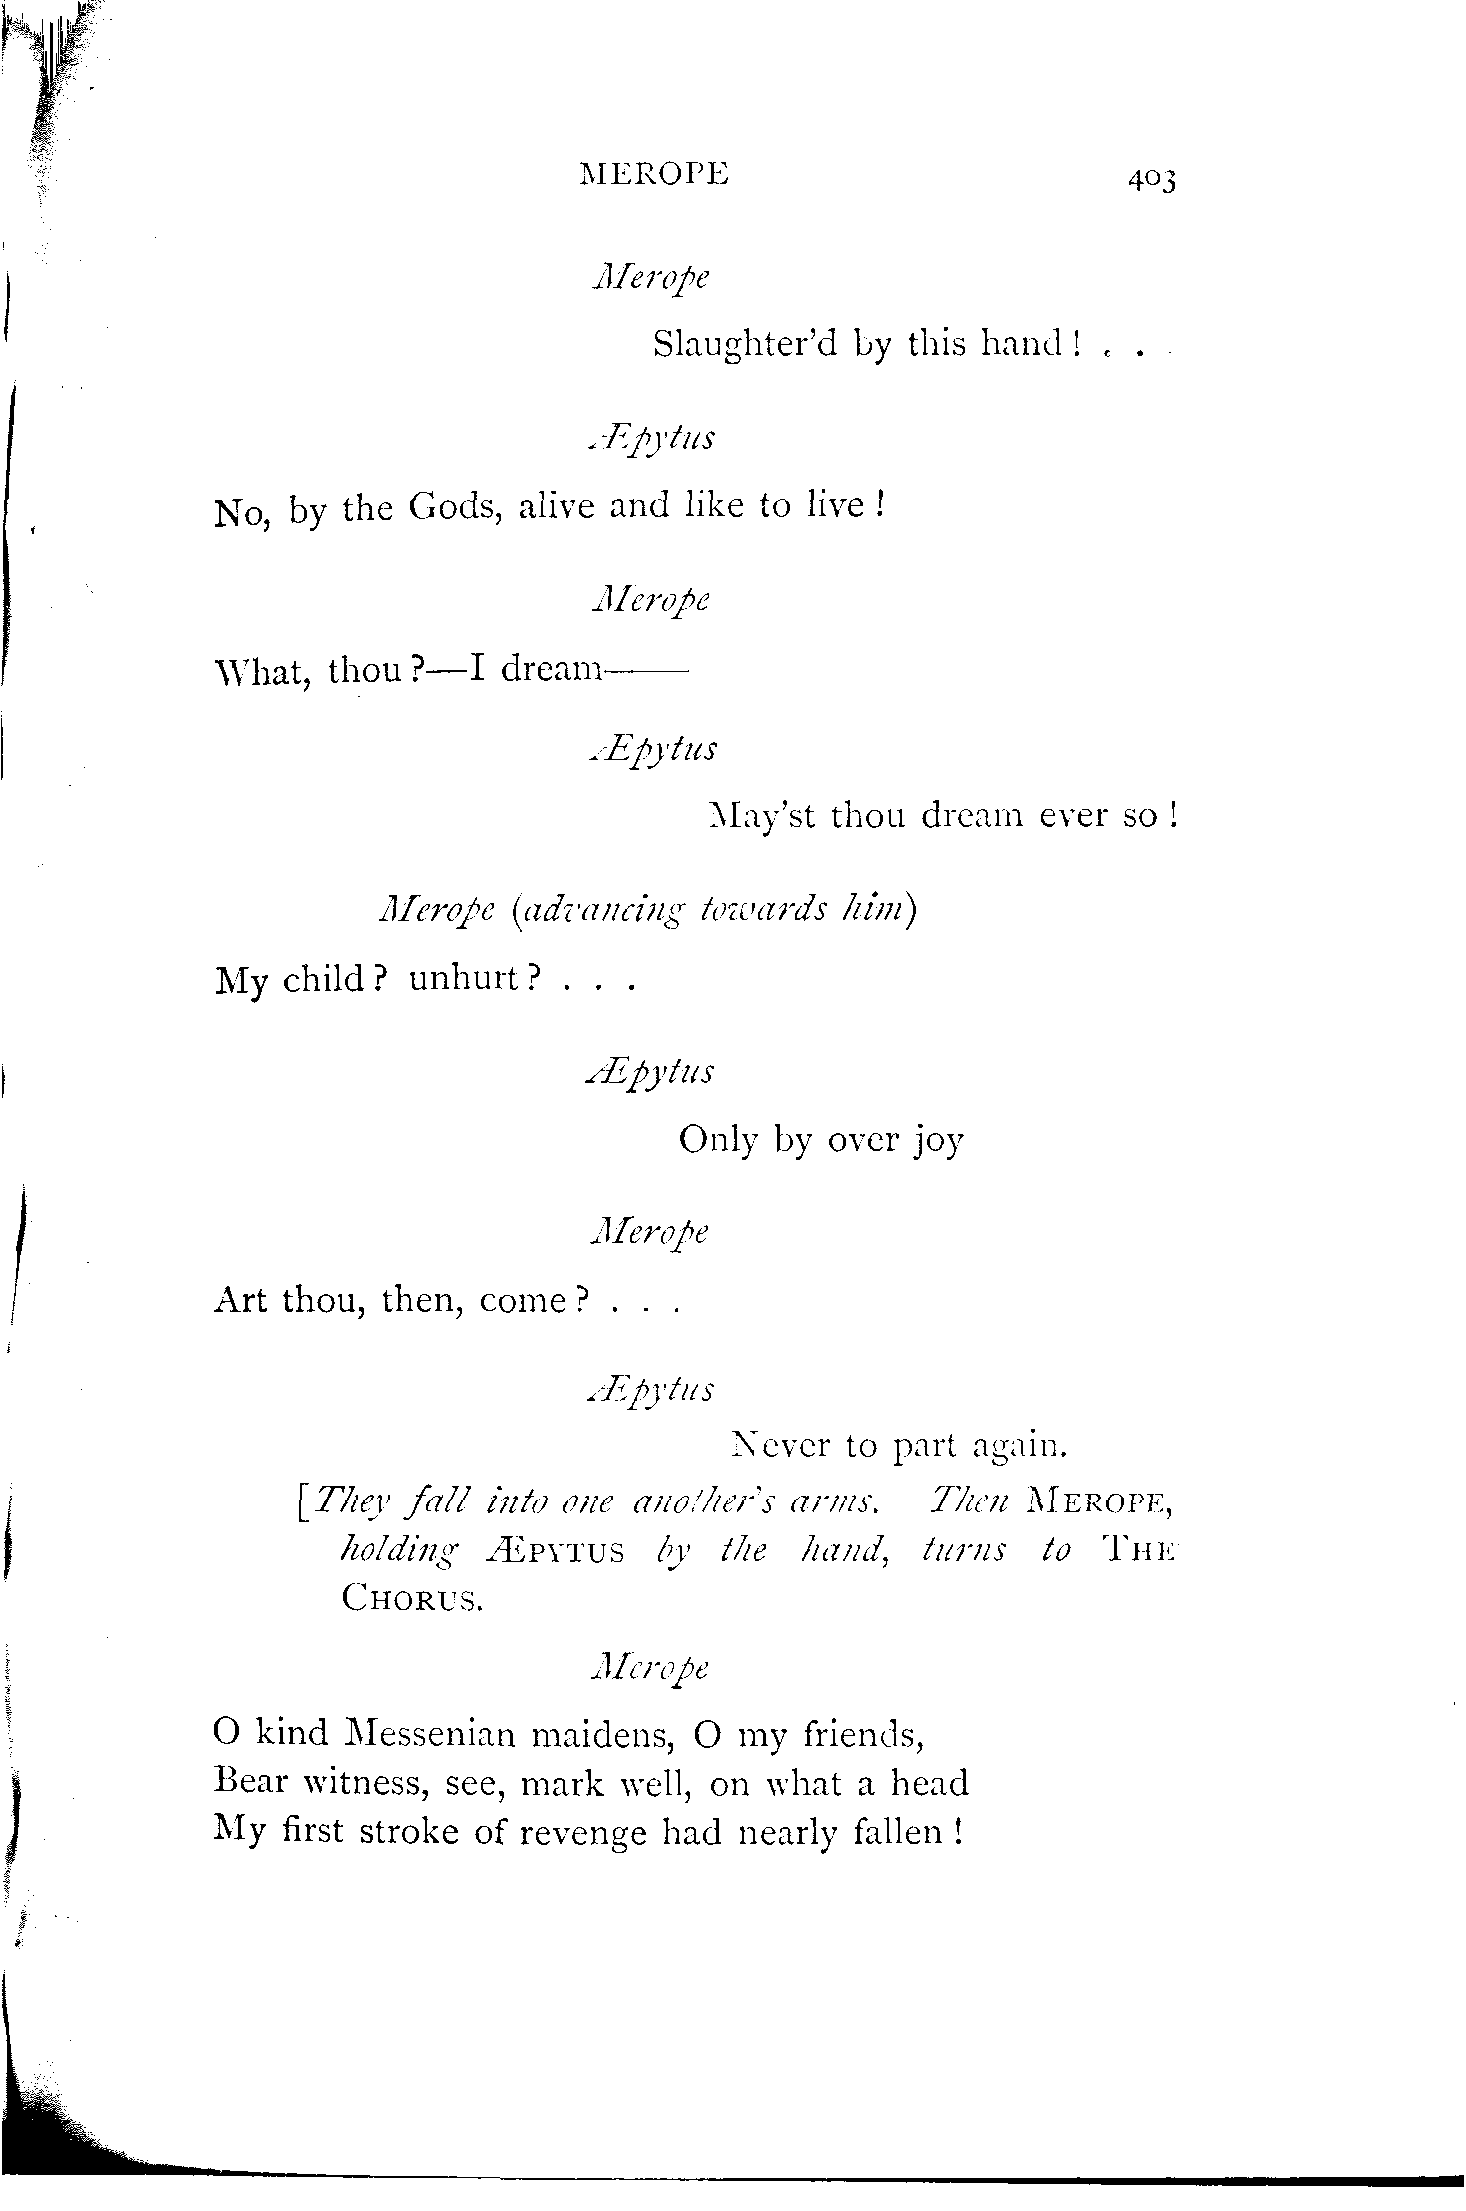 MEROPE 403
Merope
Slaughter'd by this hand! . .
Æpytus
No, by the Gods, alive and like to live!
Merope
What, thou?—I dream——
Æpytus
May'st thou dream ever so!
Merope (advancing towards him)
My child? unhurt? . . .
Æpytus
Only by over joy
Merope
Art thou, then, come? . . .
Æpytus
Never to part again.
[They fall into one another's arms. Then MEROPE,
holding ÆPYTUS by the hand, turns to THE
CHORUS.
Merope
O kind Messenian maidens, O my friends,
Bear witness, see, mark well, on what a head
My first stroke of revenge had nearly fallen!